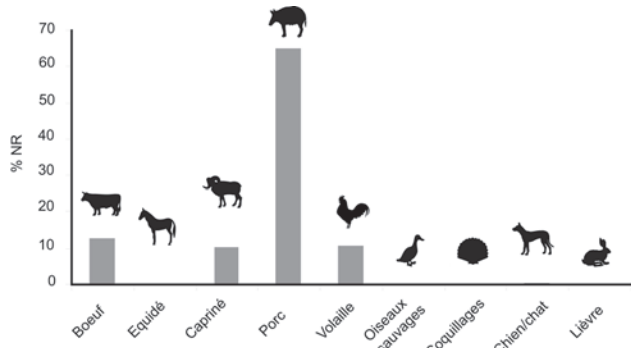 70
60
50
40
30
20
10
0
% NR
Boeuf
Equidé
Capriné
Porc
Volaille
Oiseaux
sauvages
Coquillages
Chien/chat
Lièvre